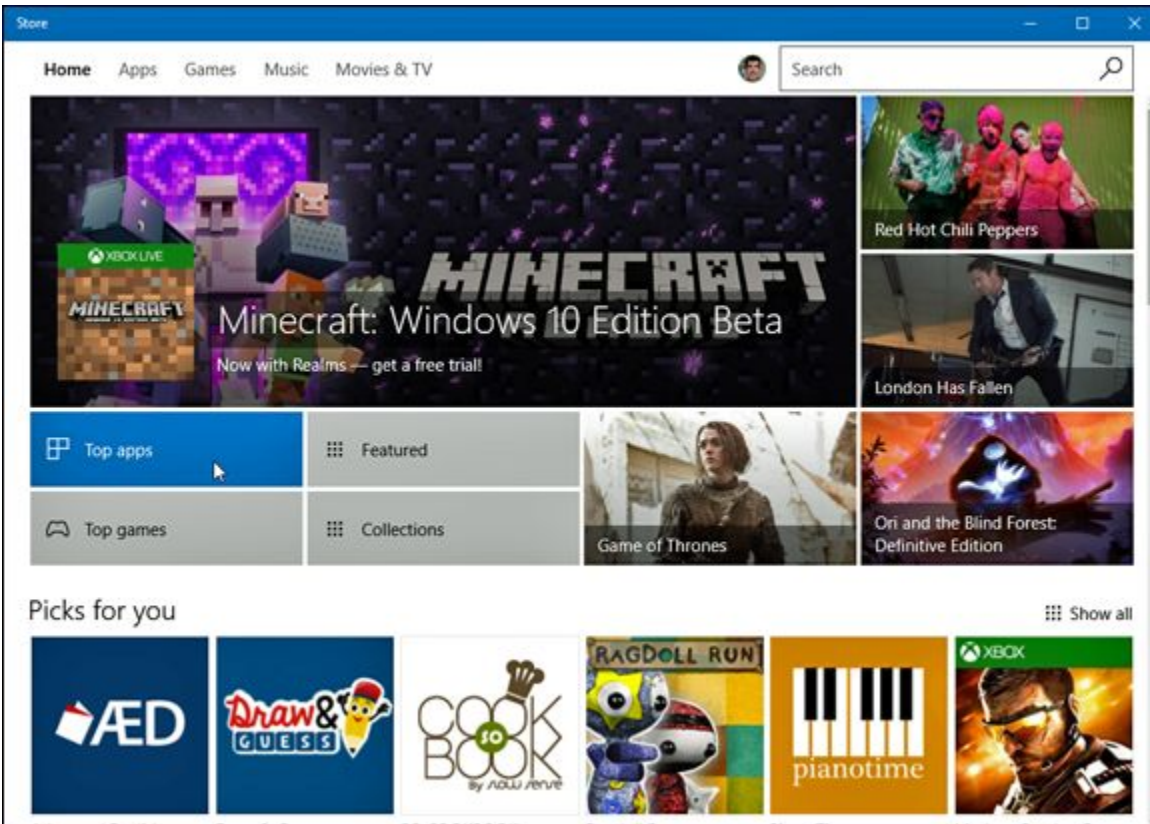 Store
Home Apps Games Music Movies & TV
Search
XBOX LIVE
MINECRAFT
MINECRAFT
Minecraft: Windows 10 Edition Beta
Now with Realms — get a free trial!
Red Hot Chili Peppers
London Has Fallen
Top apps
Featured
Top games
Collections
Game of Thrones
Ori and the Blind Forest:
Definitive Edition
Picks for you
Show all
ÆD
Draw&
GUESS
COOK
SO
BOOK
By NOW SENSE
RAGDOLL RUN
pianotime
XBOX